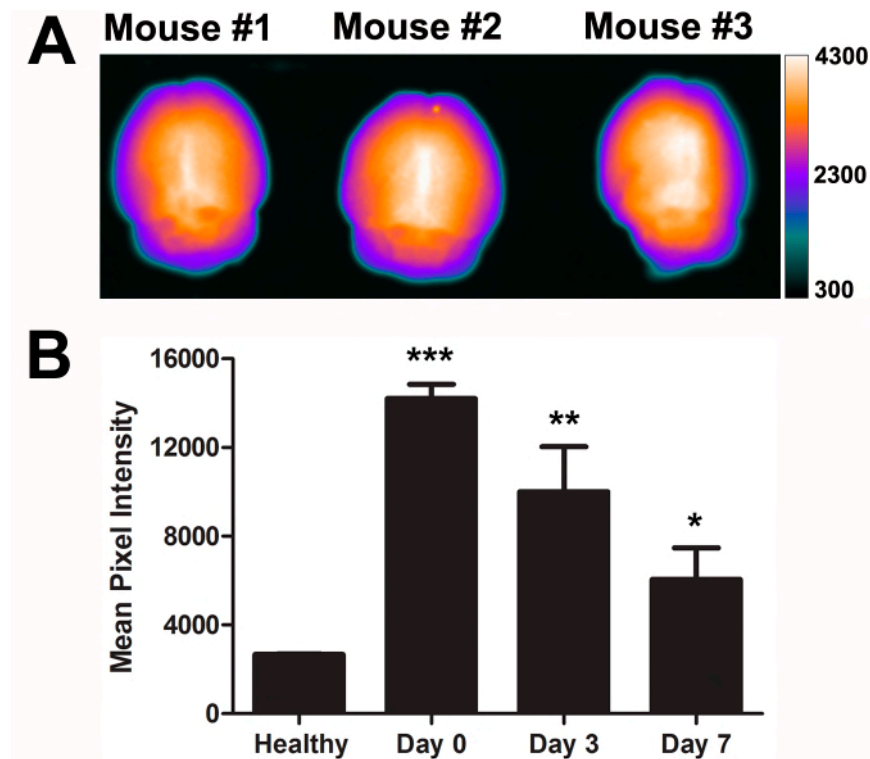 A
Mouse #1 Mouse #2 Mouse #3
4300
2300
300
B
Mean Pixel Intensity
16000
12000
8000
4000
0
***
**
*
Healthy Day 0 Day 3 Day 7